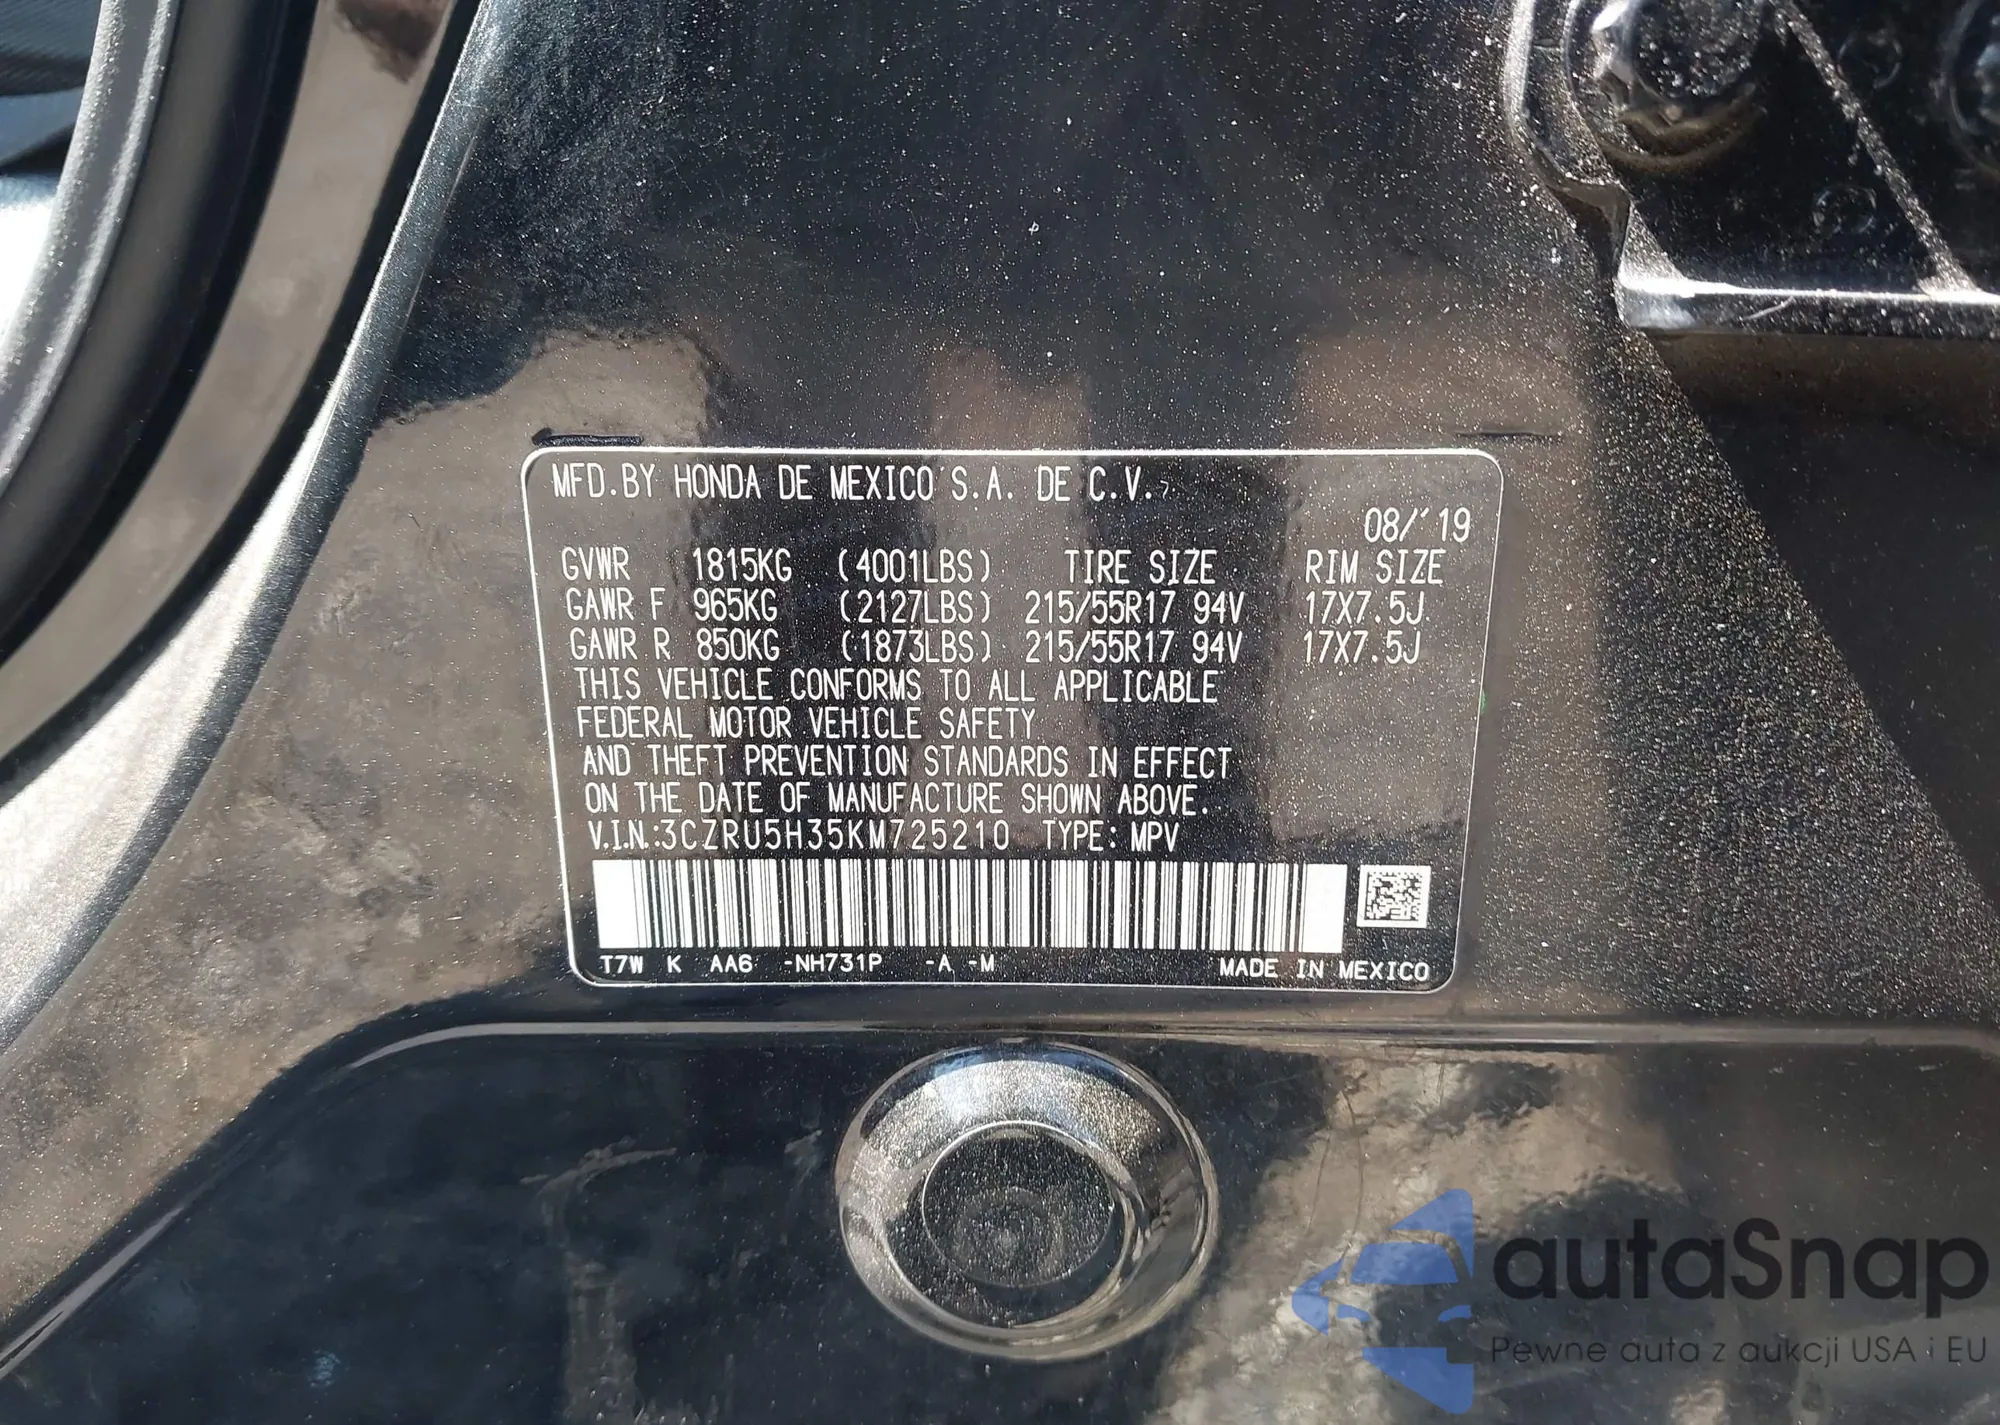 MFD.BY HONDA DE MEXICO S.A. DE C.V.
08/'19
GVWR 1815KG (4001LBS) TIRE SIZE RIM SIZE
GAWR F 965KG (2127LBS) 215/55R17 94V 17X7.5J
GAWR R 850KG (1873LBS) 215/55R17 94V 17X7.5J
THIS VEHICLE CONFORMS TO ALL APPLICABLE
FEDERAL MOTOR VEHICLE SAFETY
AND THEFT PREVENTION STANDARDS IN EFFECT
ON THE DATE OF MANUFACTURE SHOWN ABOVE.
V.I.N.:3CZRU5H35KM725210 TYPE: MPV
T7W K AA6 -NH731P -A -M MADE IN MEXICO
autaSnap
Pewne auta z aukcji USA i EU